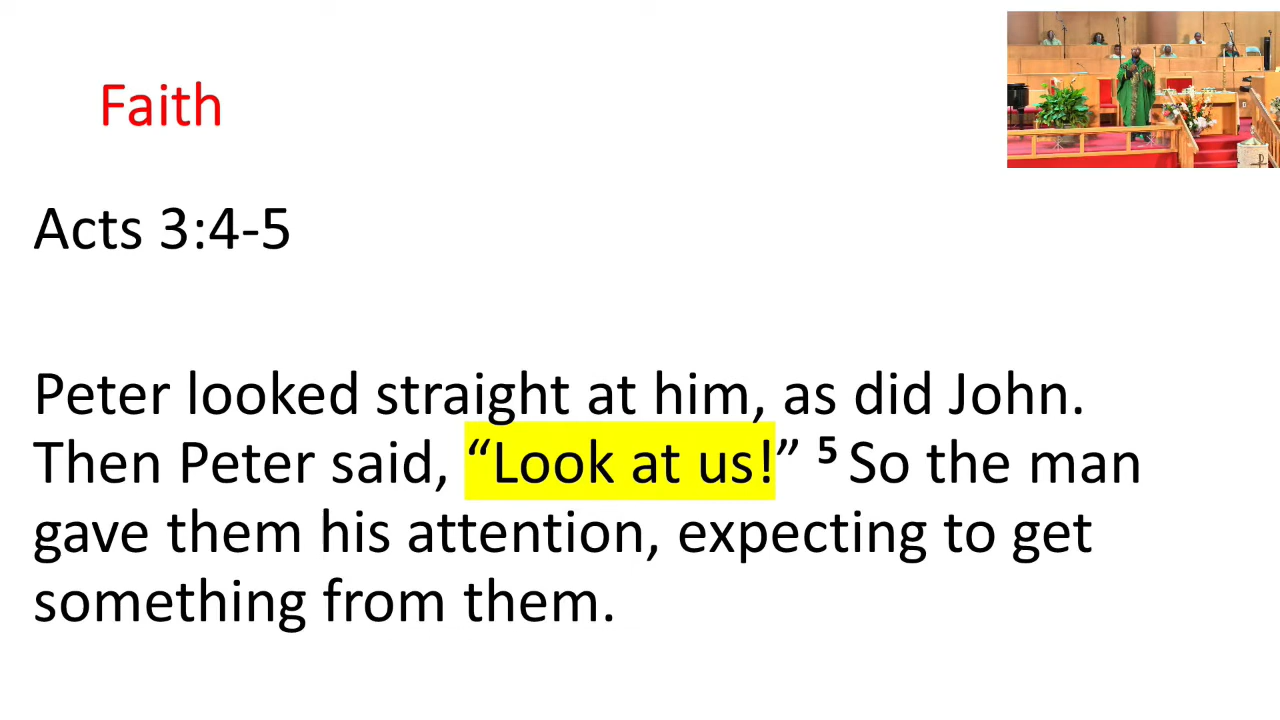 Faith
Acts 3:4-5
Peter looked straight at him, as did John.
Then Peter said, “Look at us!” 5 So the man
gave them his attention, expecting to get
something from them.